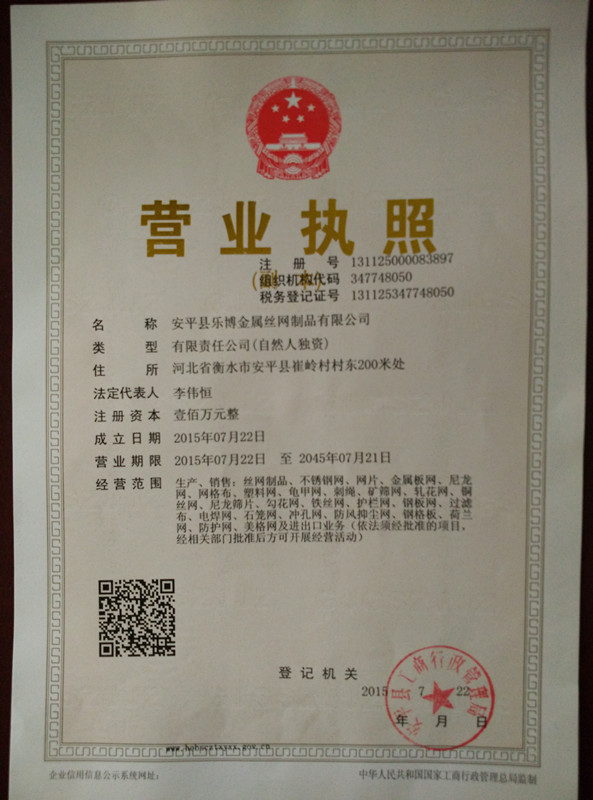 营业执照
注册号 131125000083897
组织机构代码 347748050
税务登记证号 131125347748050
名称 安平县乐博金属丝网制品有限公司
类型 有限责任公司(自然人独资)
住所 河北省衡水市安平县崔岭村村东200米处
法定代表人 李伟恒
注册资本 壹佰万元整
成立日期 2015年07月22日
营业期限 2015年07月22日 至 2045年07月21日
经营范围 生产、销售:丝网制品、不锈钢网、网片、金属板网、尼龙
网、网格布、塑料网、龟甲网、刺绳、矿筛网、轧花网、铜
丝网、尼龙筛片、勾花网、铁丝网、护栏网、钢板网、过滤
布、电焊网、石笼网、冲孔网、防风抑尘网、钢格板、荷兰
网、防护网、美格网及进出口业务(依法须经批准的项目,
经相关部门批准后方可开展经营活动)
登记机关
安平县工商行政管理局
2015 7 22
年 月 日
企业信用信息公示系统网址:
中华人民共和国国家工商行政管理总局监制